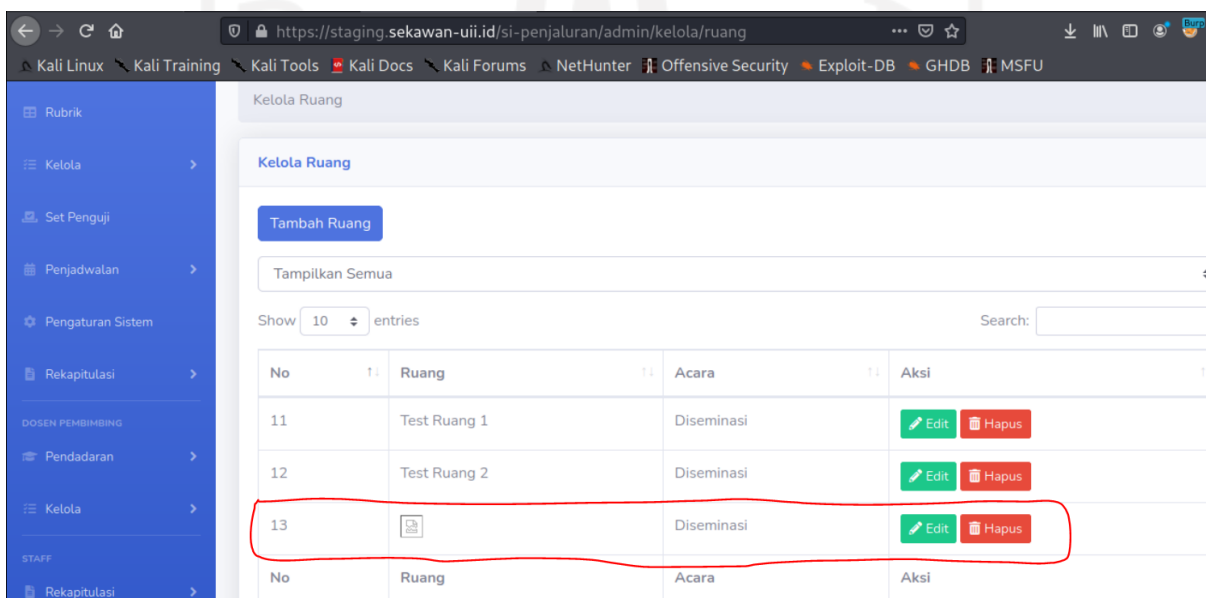 Burp
https://staging.sekawan-uii.id/si-penjaluran/admin/kelola/ruang
Kali Linux Kali Training Kali Tools Kali Docs Kali Forums NetHunter Offensive Security Exploit-DB GHDB MSFU
Rubrik
Kelola
Set Penguji
Penjadwalan
Pengaturan Sistem
Rekapitulasi
DOSEN PEMBIMBING
Pendadaran
Kelola
STAFF
Rekapitulasi
Kelola Ruang
Kelola Ruang
Tambah Ruang
Tampilkan Semua
Show 10 entries Search:
No Ruang Acara Aksi
11 Test Ruang 1 Diseminasi Edit Hapus
12 Test Ruang 2 Diseminasi Edit Hapus
13 Diseminasi Edit Hapus
No Ruang Acara Aksi